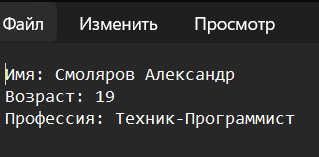 Файл Изменить Просмотр
Имя: Смоляров Александр
Возраст: 19
Профессия: Техник-Программист